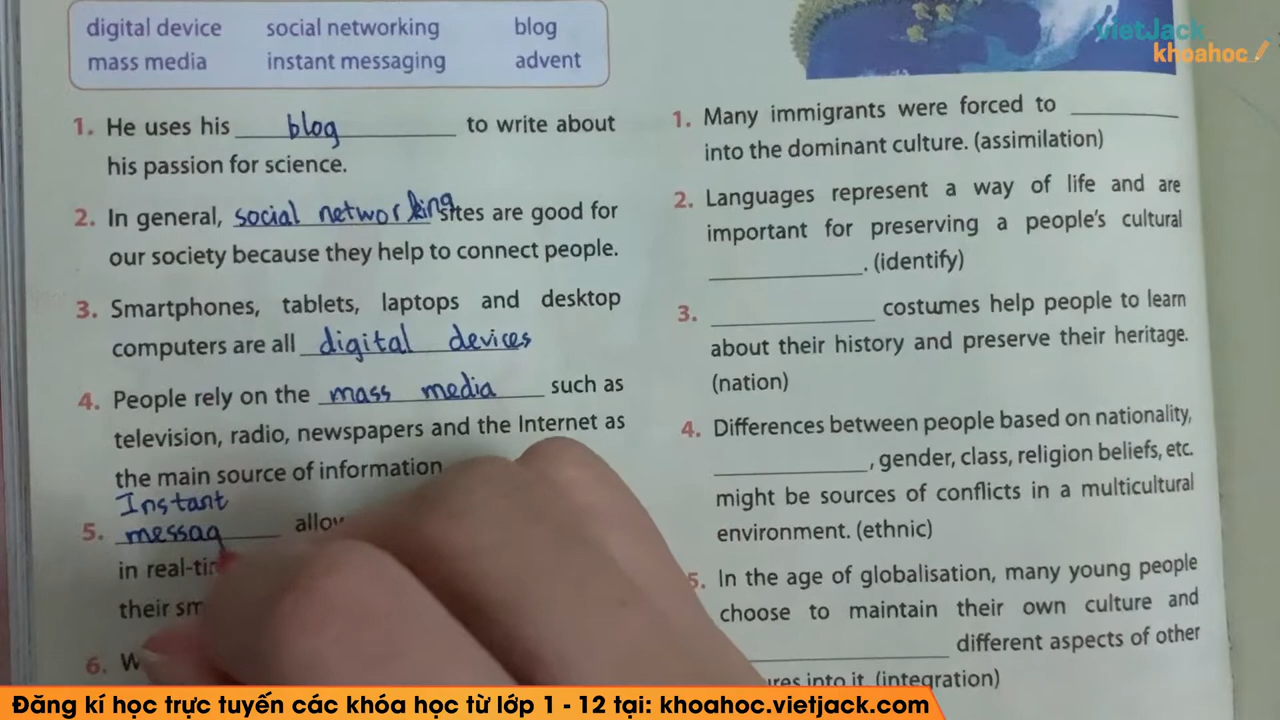 digital device social networking blog
mass media instant messaging advent
1. He uses his blog to write about
his passion for science.
2. In general, social networking sites are good for
our society because they help to connect people.
3. Smartphones, tablets, laptops and desktop
computers are all digital devices
4. People rely on the mass media such as
television, radio, newspapers and the Internet as
the main source of information
Instant
5. messag
in
their
6.
vietJack
khoahoc
1. Many immigrants were forced to
into the dominant culture. (assimilation)
2. Languages represent a way of life and are
important for preserving a people's cultural
. (identify)
3. costumes help people to learn
about their history and preserve their heritage.
(nation)
4. Differences between people based on nationality,
, gender, class, religion beliefs, etc.
might be sources of conflicts in a multicultural
environment. (ethnic)
5. In the age of globalisation, many young people
choose to maintain their own culture and
different aspects of other
into it. (integration)
Đăng kí học trực tuyến các khóa học từ lớp 1 - 12 tại: khoahoc.vietjack.com